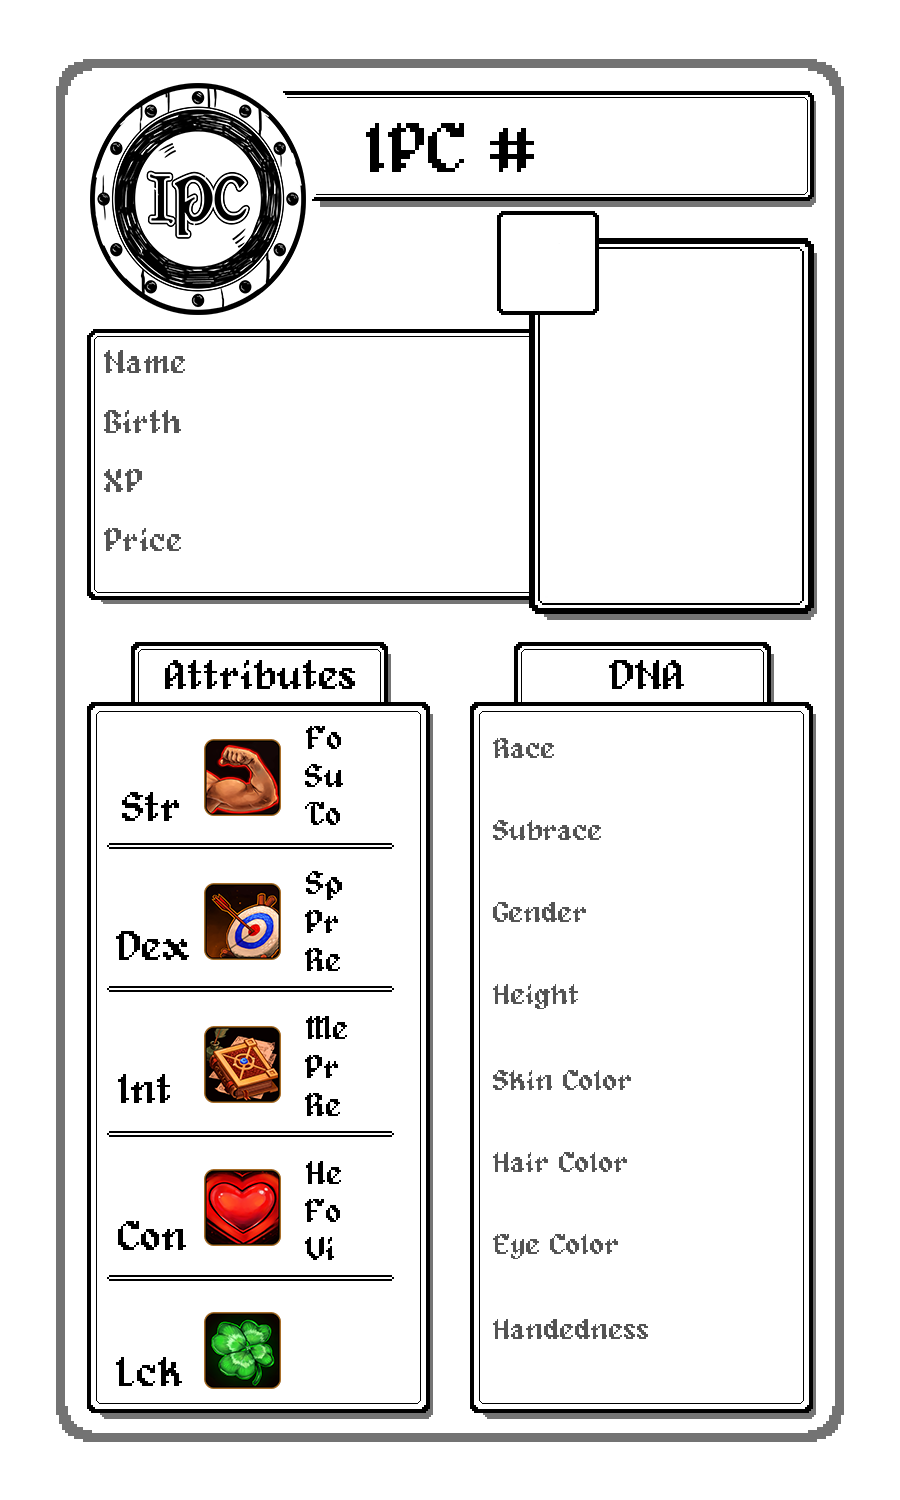 IPC
IPC #
Name
Birth
XP
Price
Attributes
Str
Fo
Su
To
Dex
Sp
Pr
Re
Int
Me
Pr
Re
Con
He
Fo
Vi
Lck
DNA
Race
Subrace
Gender
Height
Skin Color
Hair Color
Eye Color
Handedness